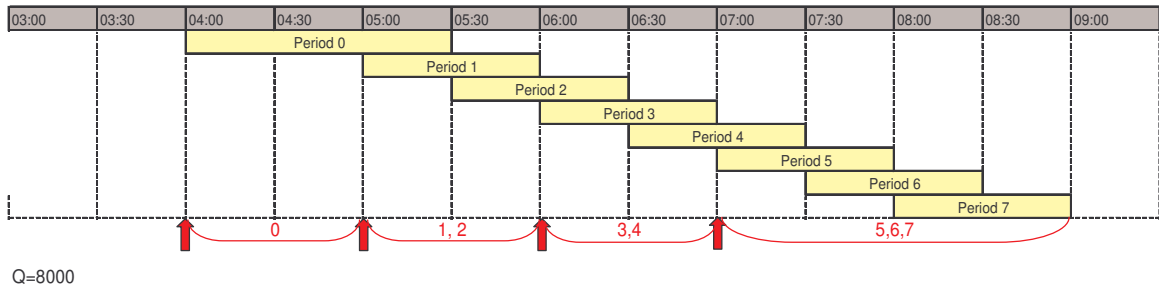 03:00 03:30 04:00 04:30 05:00 05:30 06:00 06:30 07:00 07:30 08:00 08:30 09:00
Period 0
Period 1
Period 2
Period 3
Period 4
Period 5
Period 6
Period 7
0 1, 2 3,4 5,6,7
Q=8000